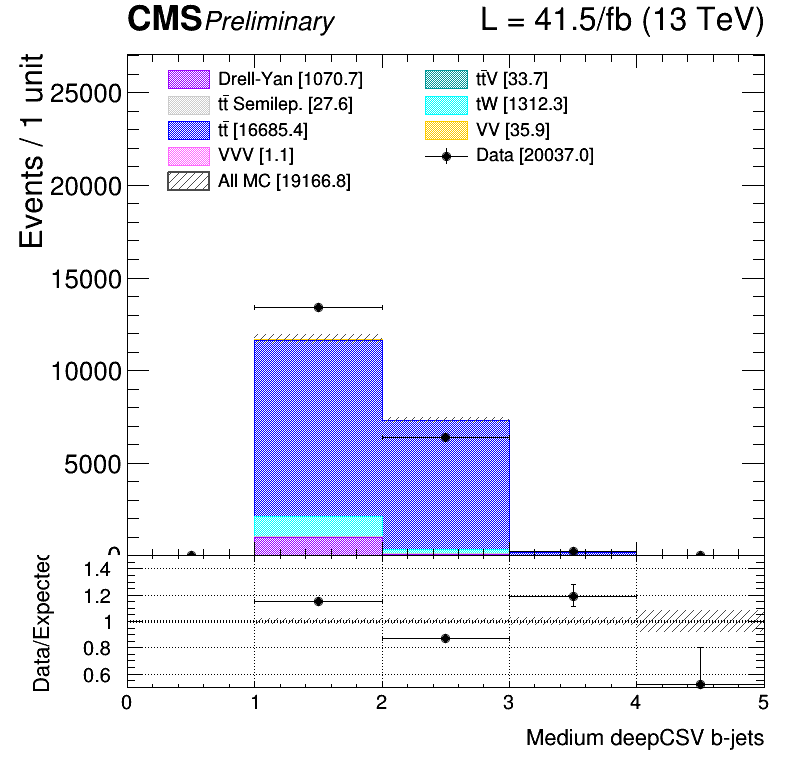 CMS Preliminary L = 41.5/fb (13 TeV)
Events / 1 unit
25000
20000
15000
10000
5000
0
Drell-Yan [1070.7]
tt̄ Semilep. [27.6]
tt̄ [16685.4]
VVV [1.1]
All MC [19166.8]
tt̄V [33.7]
tW [1312.3]
VV [35.9]
Data [20037.0]
Data/Expected
1.4
1.2
1
0.8
0.6
0 1 2 3 4 5
Medium deepCSV b-jets